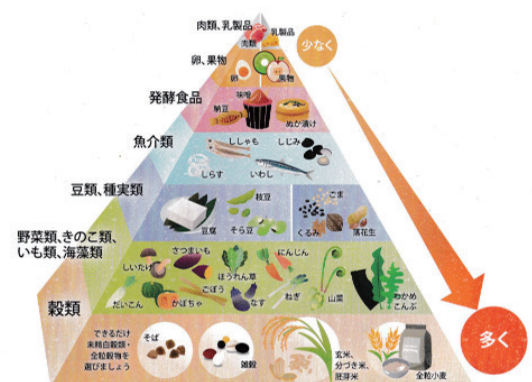 肉類、乳製品
肉類
乳製品
少なく
卵、果物
卵
果物
発酵食品
味噌
納豆
ぬか漬け
魚介類
ししゃも
しじみ
しらす
いわし
豆類、種実類
豆腐
枝豆
そら豆
ごま
くるみ
落花生
野菜類、きのこ類、
いも類、海藻類
しいたけ
さつまいも
ほうれん草
にんじん
だいこん
かぼちゃ
ごぼう
なす
ねぎ
山菜
わかめ
こんぶ
穀類
できるだけ
未精白穀類・
全粒穀物を
選びましょう
そば
雑穀
玄米、
分づき米、
胚芽米
全粒小麦
多く